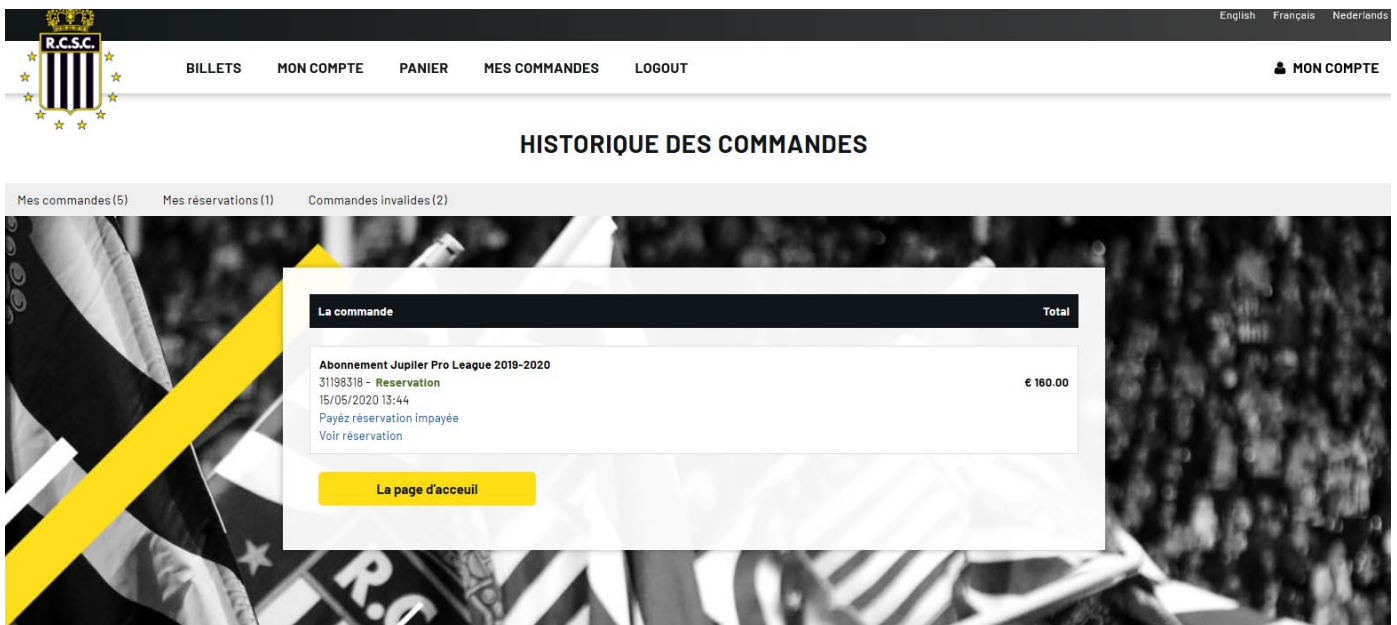 English Français Nederlands
R.C.S.C.
BILLETS MON COMPTE PANIER MES COMMANDES LOGOUT MON COMPTE
HISTORIQUE DES COMMANDES
Mes commandes (5) Mes réservations (1) Commandes invalides (2)
La commande Total
Abonnement Jupiler Pro League 2019-2020
31198318 - Reservation € 160.00
15/05/2020 13:44
Payéz réservation impayée
Voir réservation
La page d'acceuil
R.C